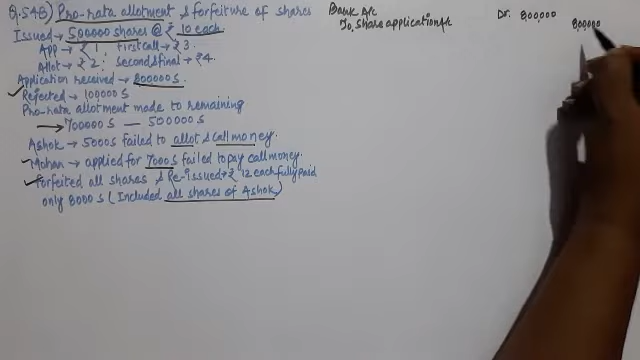 Q.54B) Pro-rata allotment & forfeiture of shares
Issued - 500000 shares @ ₹ 10 each
App → ₹ 1 first call → ₹ 3
Allot → ₹ 2 ; second & final → ₹ 4
Application received → 800000 S
Rejected → 100000 S
Pro-rata allotment made to remaining
→ 700000 S — 500000 S
Ashok → 5000 S failed to allot & call money.
Mohan → applied for 7000 S failed to pay call money.
Forfeited all shares & Re-issued → ₹ 12 each fully paid
only 8000 S (Included all shares of Ashok)
Bank A/c Dr. 800,000
To, Share application A/c 800000